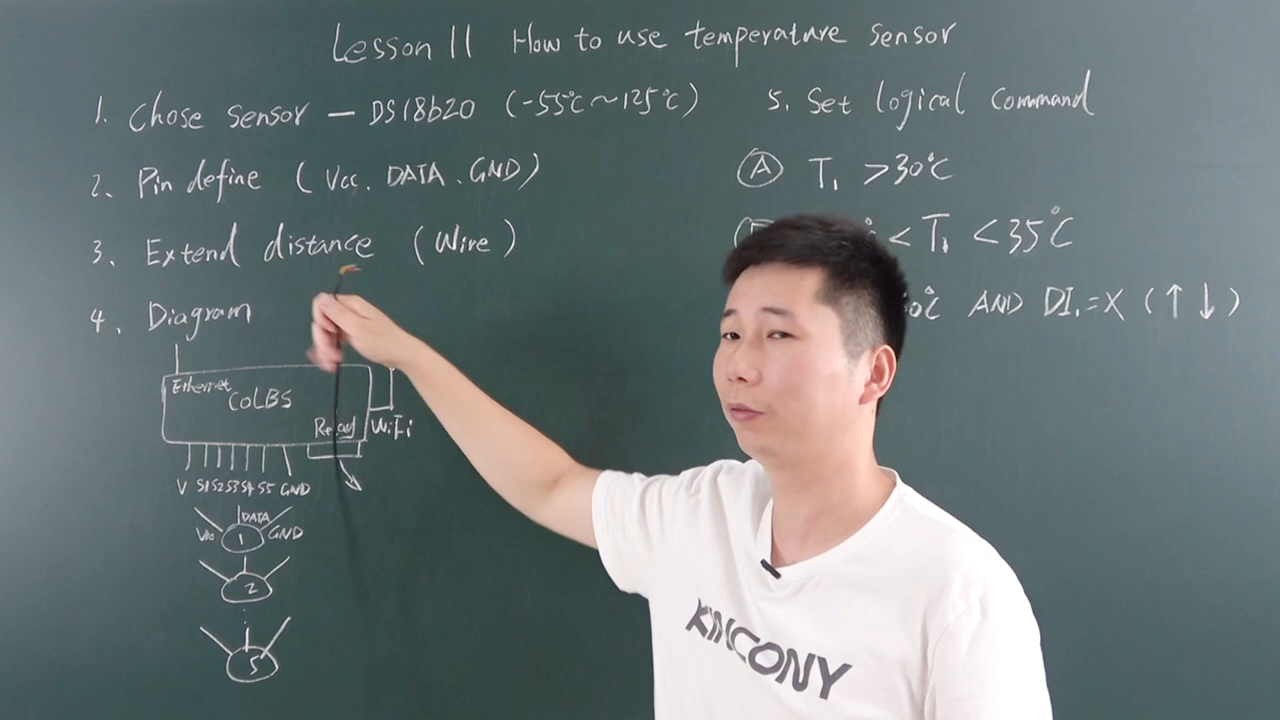 Lesson 11 How to use temperature sensor
1. Chose sensor — DS18b20 (-55°c ~ 125°c)
2. Pin define (Vcc. DATA. GND)
3. Extend distance (Wire)
4. Diagram
Ethernet
COLBS
Relay
WiFi
V S1 S2 S3 S4 S5 GND
Vcc DATA GND
1
2
5
5. Set logical command
A T1 >30°C
< T1 < 35°C
0°C AND DI1=X (↑↓)
KINCONY